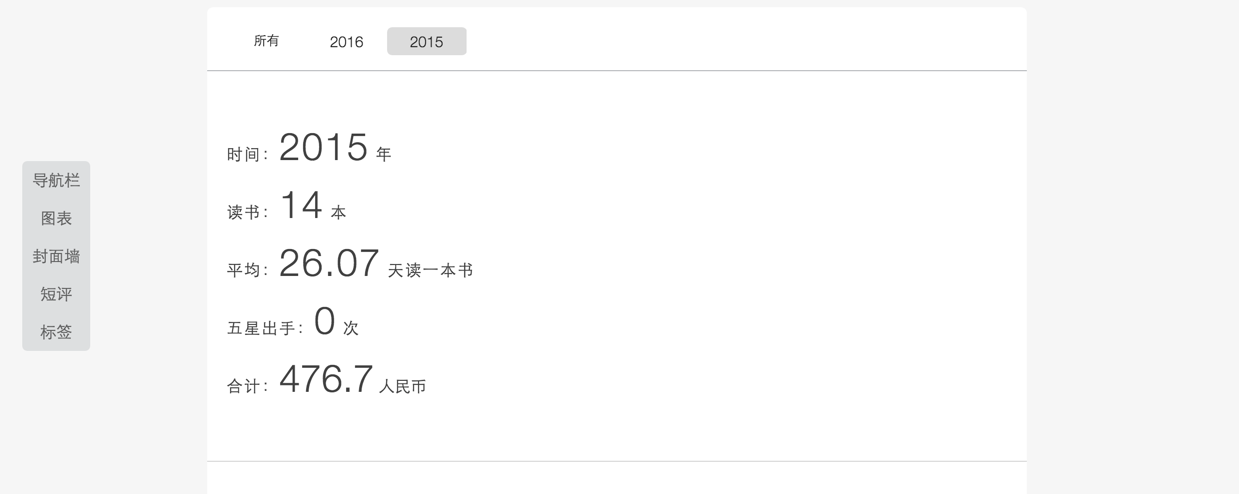 所有 2016 2015
时间：2015 年
读书：14 本
平均：26.07 天读一本书
五星出手：0 次
合计：476.7 人民币
导航栏
图表
封面墙
短评
标签